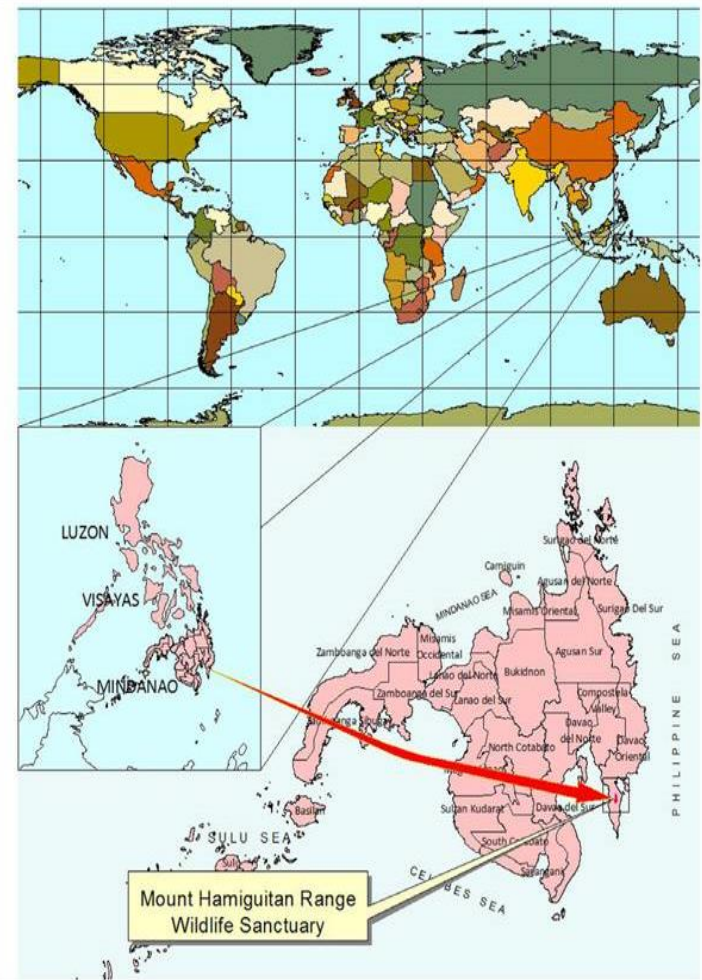 LUZON
VISAYAS
MINDANAO
Surigao del Norte
Camiguin
Agusan del Norte
MINDANAO SEA
Misamis Oriental
Surigao Del Sur
Misamis
Occidental
Zamboanga del Norte
Agusan Sur
Lanao del Norte
Bukidnon
Zamboanga del Sur
Lanao del Sur
Compostela
Valley
Davao
del Norte
North Cotabato
Davao
Oriental
PHILIPPINE SEA
Sultan Kudarat
Davao del Sur
Basilan
SULU SEA
South Cotabato
Sulu
Sarangani
CELEBES SEA
Mount Hamiguitan Range
Wildlife Sanctuary